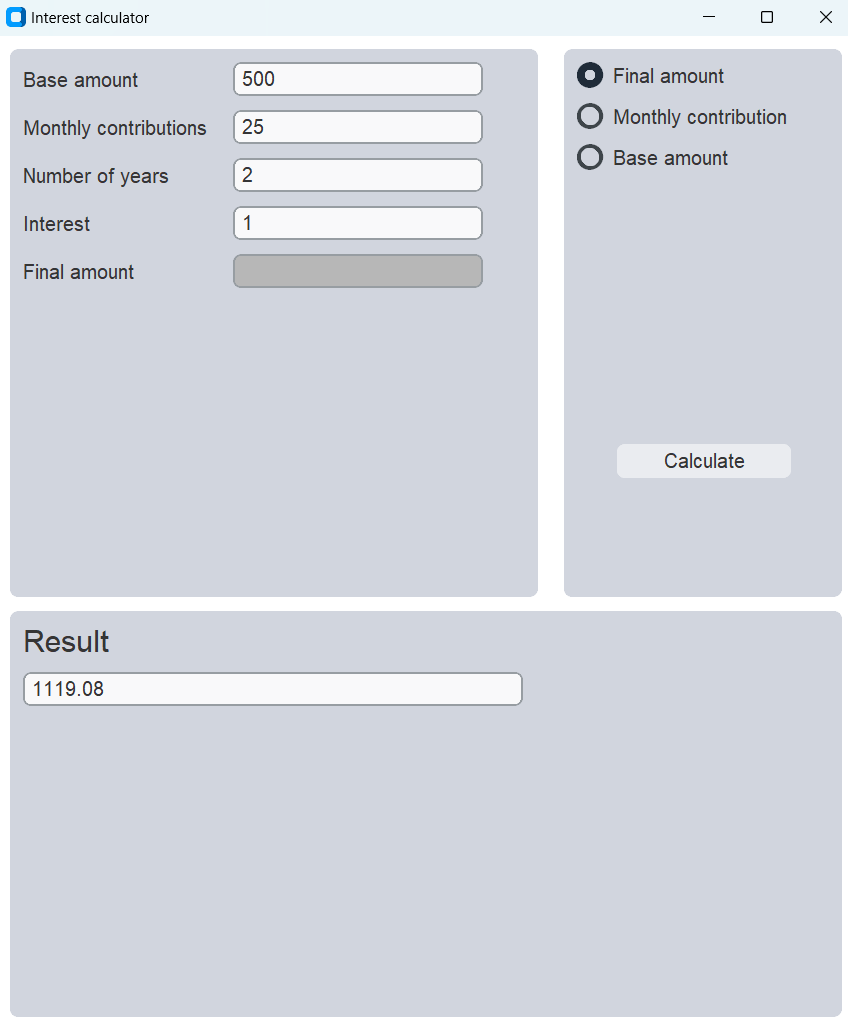 Interest calculator
Base amount 500
Monthly contributions 25
Number of years 2
Interest 1
Final amount
Final amount
Monthly contribution
Base amount
Calculate
Result
1119.08